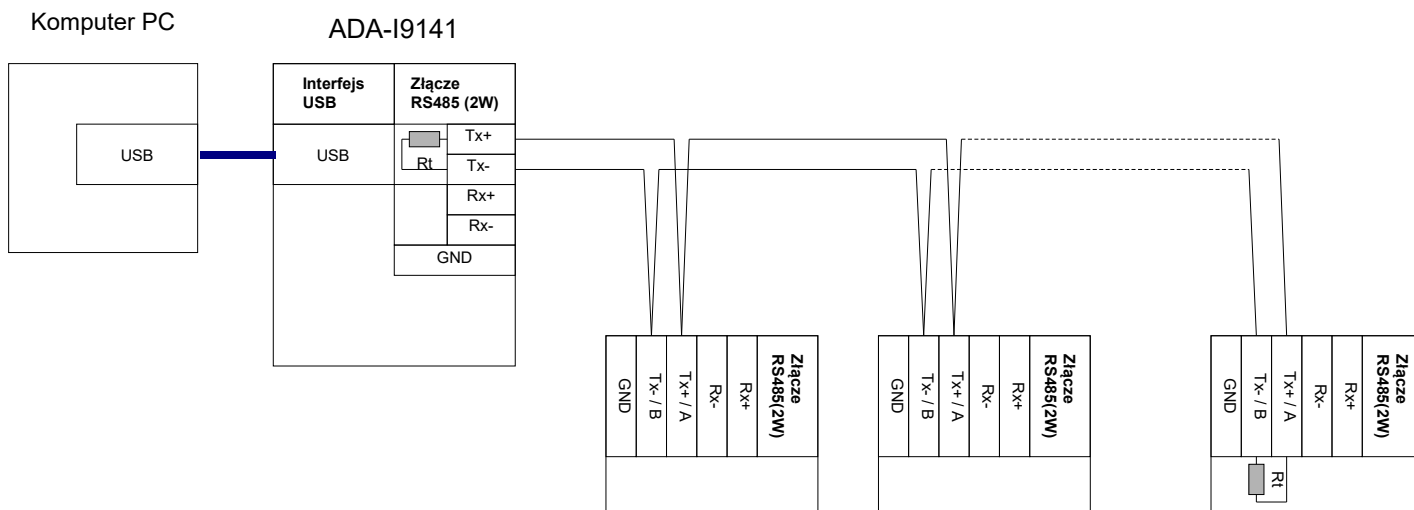 Komputer PC
ADA-I9141
Interfejs
USB
Złącze
RS485 (2W)
USB
USB
Rt
Tx+
Tx-
Rx+
Rx-
GND
GND
Tx- / B
Tx+ / A
Rx-
Rx+
Złącze
RS485(2W)
GND
Tx- / B
Tx+ / A
Rx-
Rx+
Złącze
RS485(2W)
GND
Tx- / B
Tx+ / A
Rx-
Rx+
Złącze
RS485(2W)
Rt